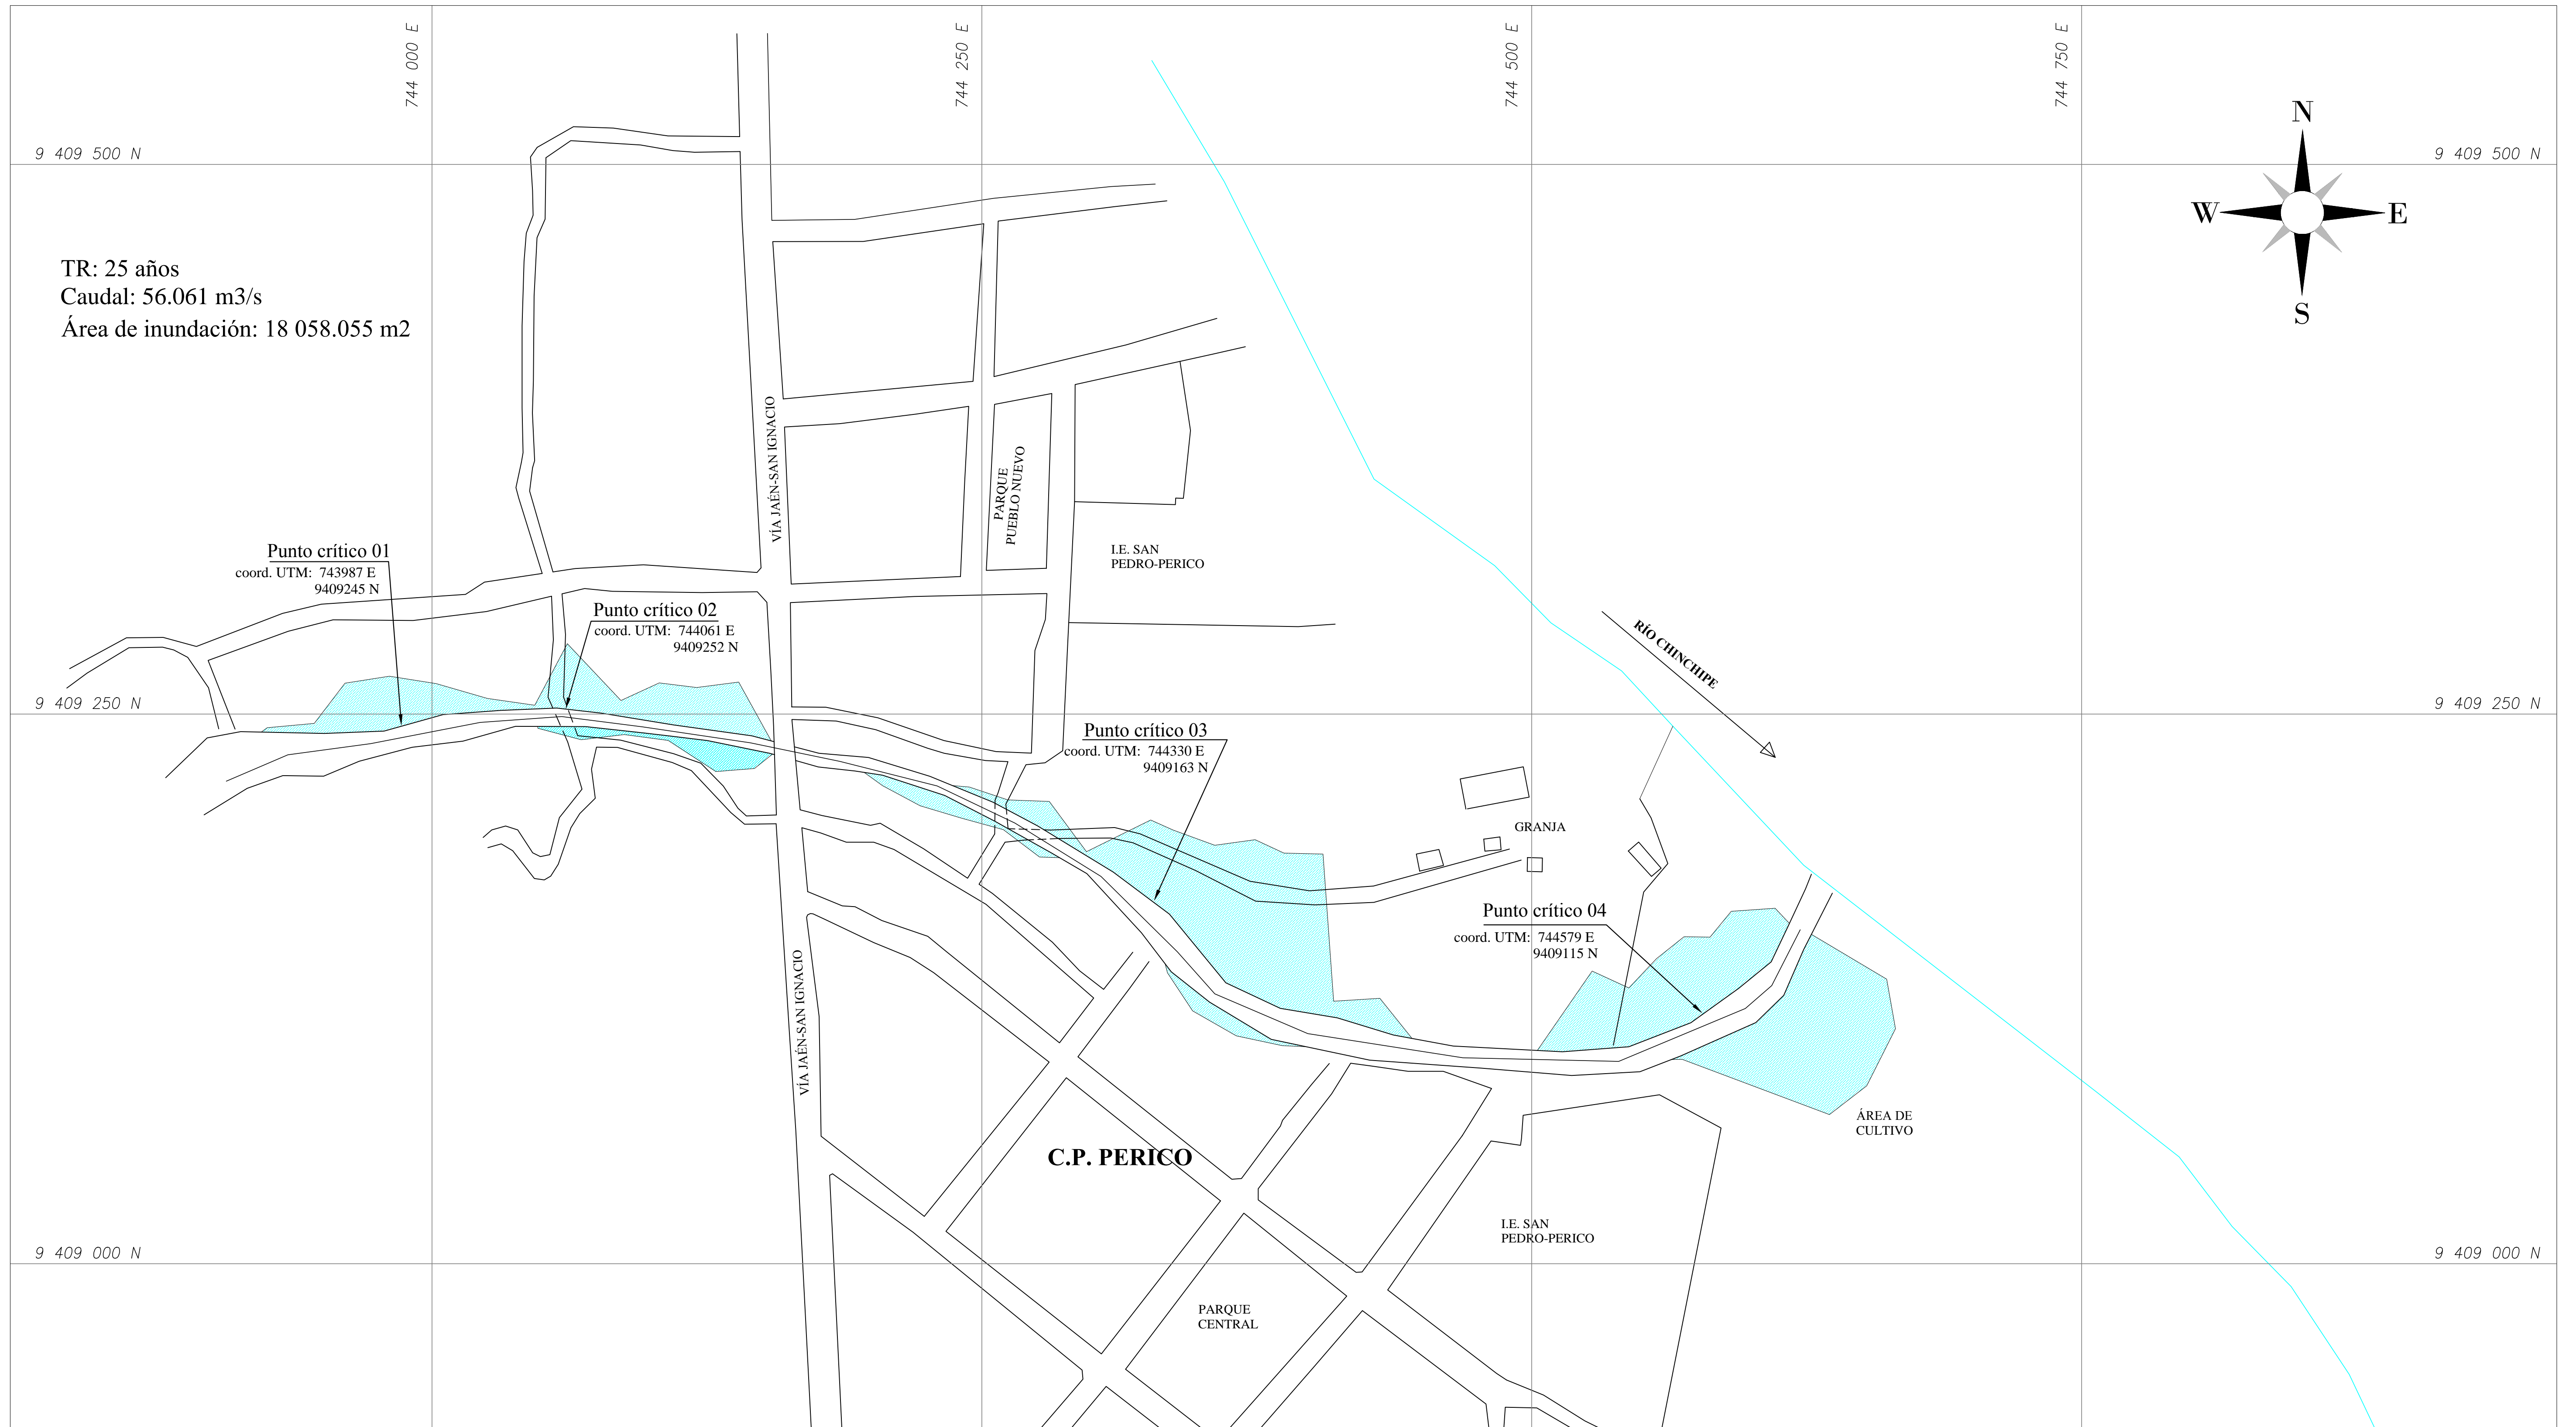 744 000 E
744 250 E
744 500 E
744 750 E
N
W
E
S
9 409 500 N
9 409 500 N
TR: 25 años
Caudal: 56.061 m3/s
Área de inundación: 18 058.055 m2
VÍA JAÉN-SAN IGNACIO
PARQUE
PUEBLO NUEVO
I.E. SAN
PEDRO-PERICO
Punto crítico 01
coord. UTM: 743987 E
9409245 N
Punto crítico 02
coord. UTM: 744061 E
9409252 N
RÍO CHINCHIPE
9 409 250 N
9 409 250 N
Punto crítico 03
coord. UTM: 744330 E
9409163 N
GRANJA
Punto crítico 04
coord. UTM: 744579 E
9409115 N
VÍA JAÉN-SAN IGNACIO
ÁREA DE
CULTIVO
C.P. PERICO
I.E. SAN
PEDRO-PERICO
9 409 000 N
9 409 000 N
PARQUE
CENTRAL